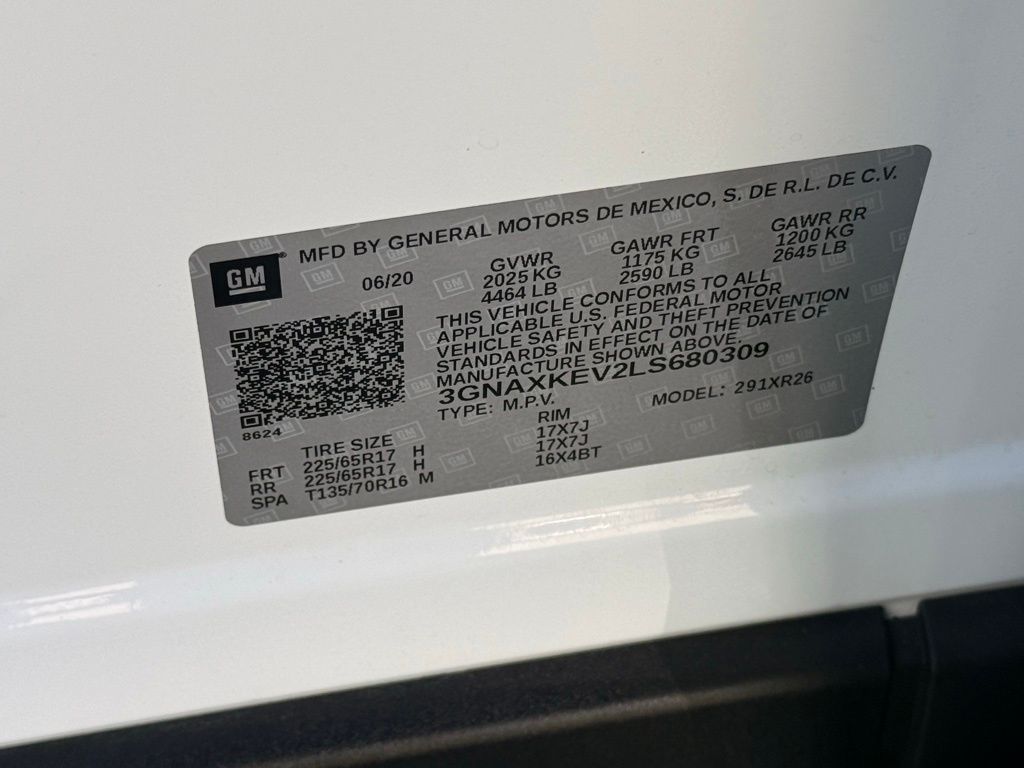 GM
MFD BY GENERAL MOTORS DE MEXICO, S. DE R.L. DE C.V.
06/20
GVWR
2025 KG
4464 LB
GAWR FRT
1175 KG
2590 LB
GAWR RR
1200 KG
2645 LB
THIS VEHICLE CONFORMS TO ALL
APPLICABLE U.S. FEDERAL MOTOR
VEHICLE SAFETY AND THEFT PREVENTION
STANDARDS IN EFFECT ON THE DATE OF
MANUFACTURE SHOWN ABOVE.
3GNAXKEV2LS680309
TYPE: M.P.V.
MODEL: 291XR26
8624
TIRE SIZE
RIM
FRT 225/65R17 H 17X7J
RR 225/65R17 H 17X7J
SPA T135/70R16 M 16X4BT